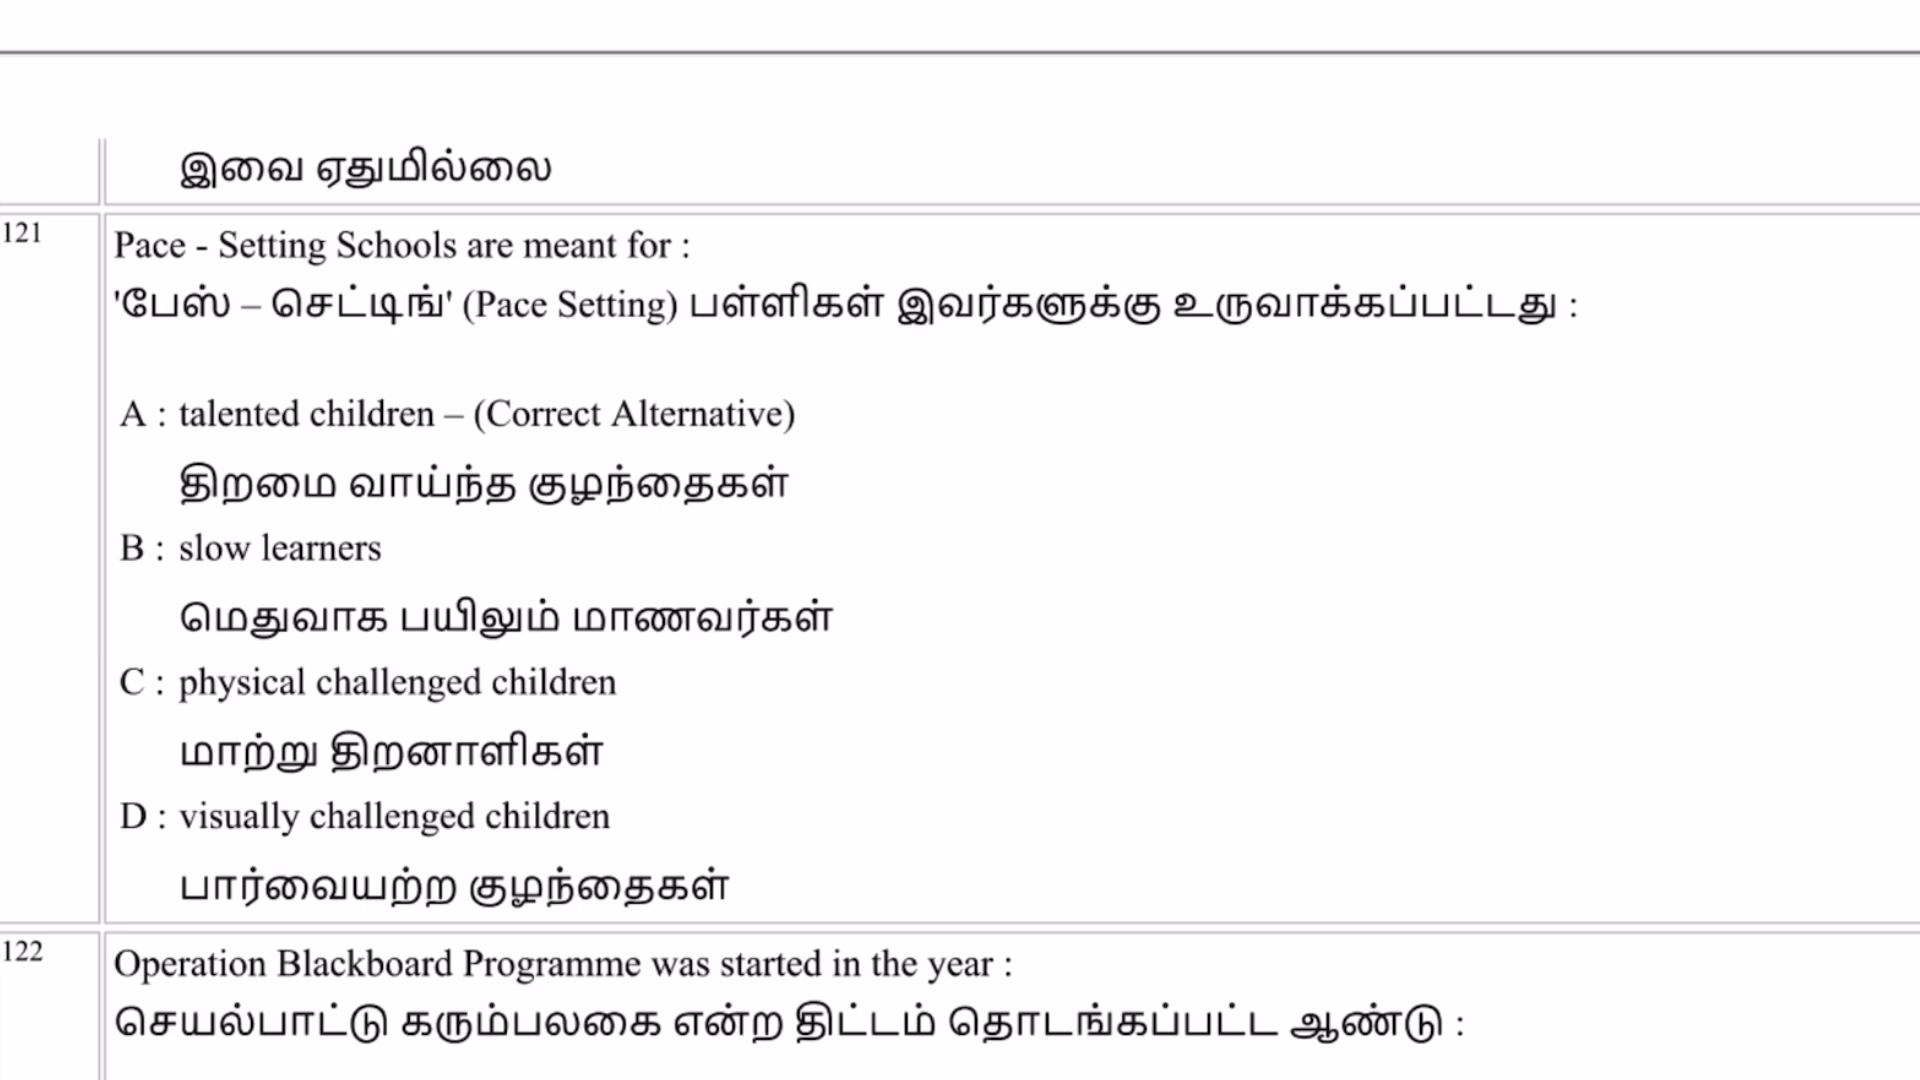 இவை ஏதுமில்லை
121
Pace - Setting Schools are meant for :
'பேஸ் – செட்டிங்' (Pace Setting) பள்ளிகள் இவர்களுக்கு உருவாக்கப்பட்டது :
A : talented children – (Correct Alternative)
திறமை வாய்ந்த குழந்தைகள்
B : slow learners
மெதுவாக பயிலும் மாணவர்கள்
C : physical challenged children
மாற்று திறனாளிகள்
D : visually challenged children
பார்வையற்ற குழந்தைகள்
122
Operation Blackboard Programme was started in the year :
செயல்பாட்டு கரும்பலகை என்ற திட்டம் தொடங்கப்பட்ட ஆண்டு :